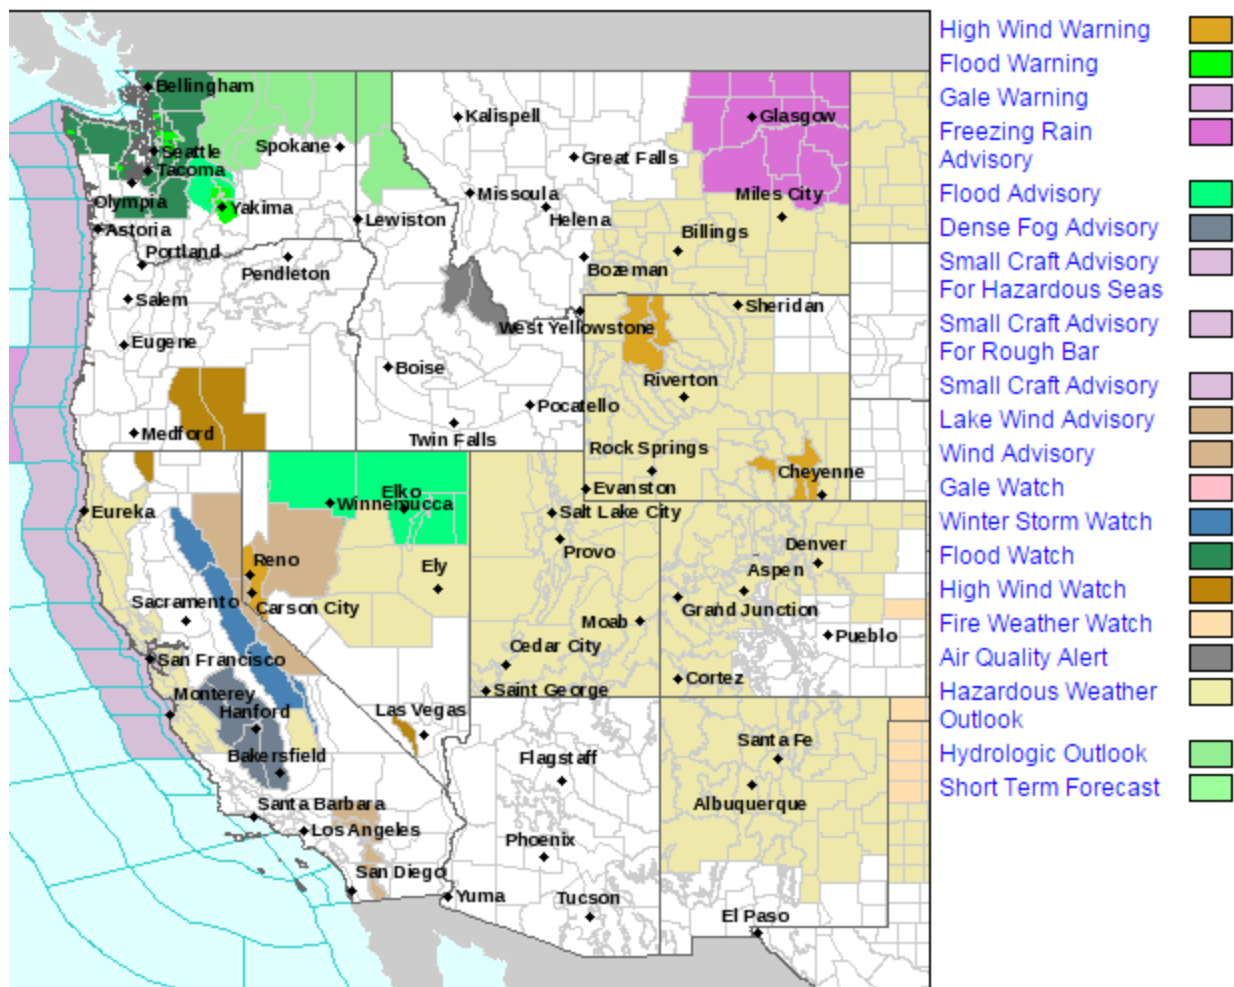 High Wind Warning
Flood Warning
Gale Warning
Freezing Rain
Advisory
Flood Advisory
Dense Fog Advisory
Small Craft Advisory
For Hazardous Seas
Small Craft Advisory
For Rough Bar
Small Craft Advisory
Lake Wind Advisory
Wind Advisory
Gale Watch
Winter Storm Watch
Flood Watch
High Wind Watch
Fire Weather Watch
Air Quality Alert
Hazardous Weather
Outlook
Hydrologic Outlook
Short Term Forecast
Bellingham
Kalispell
Glasgow
Seattle
Spokane
Great Falls
Tacoma
Olympia
Yakima
Missoula
Miles City
Lewiston
Helena
Astoria
Billings
Portland
Pendleton
Bozeman
Salem
Sheridan
West Yellowstone
Eugene
Boise
Riverton
Pocatello
Medford
Twin Falls
Rock Springs
Cheyenne
Evanston
Elko
Winnemucca
Eureka
Salt Lake City
Provo
Denver
Reno
Ely
Aspen
Sacramento
Carson City
Grand Junction
Moab
Pueblo
Cedar City
San Francisco
Cortez
Monterey
Saint George
Hanford
Las Vegas
Santa Fe
Bakersfield
Flagstaff
Albuquerque
Santa Barbara
Los Angeles
Phoenix
San Diego
Yuma
Tucson
El Paso